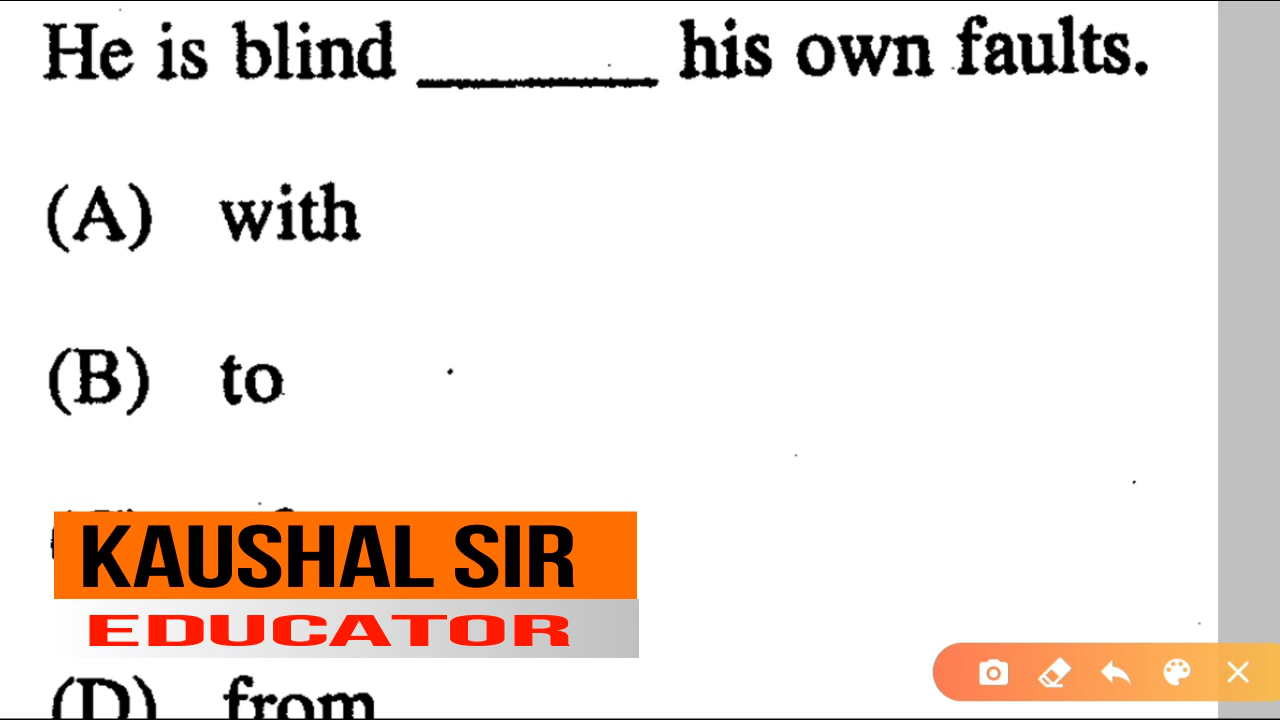 He is blind ______ his own faults.
(A) with
(B) to
KAUSHAL SIR
EDUCATOR
(D) from